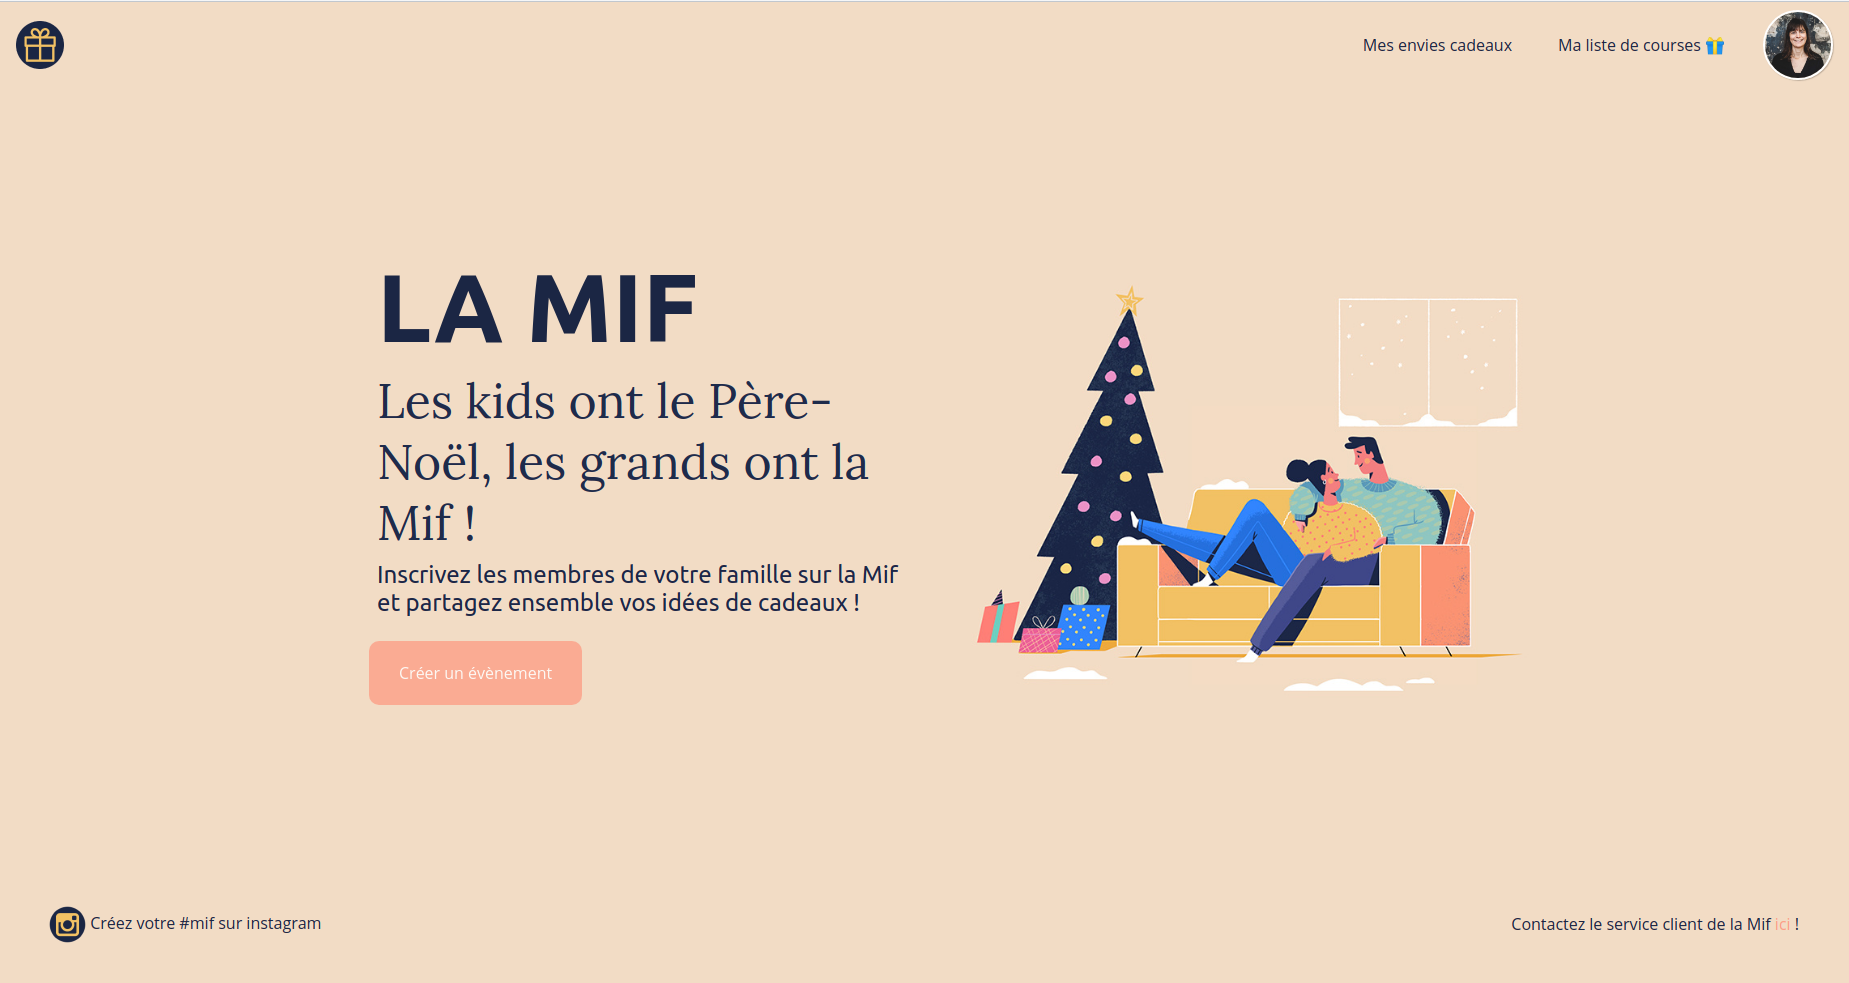 Mes envies cadeaux
Ma liste de courses
LA MIF
Les kids ont le Père-
Noël, les grands ont la
Mif !
Inscrivez les membres de votre famille sur la Mif
et partagez ensemble vos idées de cadeaux !
Créer un évènement
Créez votre #mif sur instagram
Contactez le service client de la Mif ici !